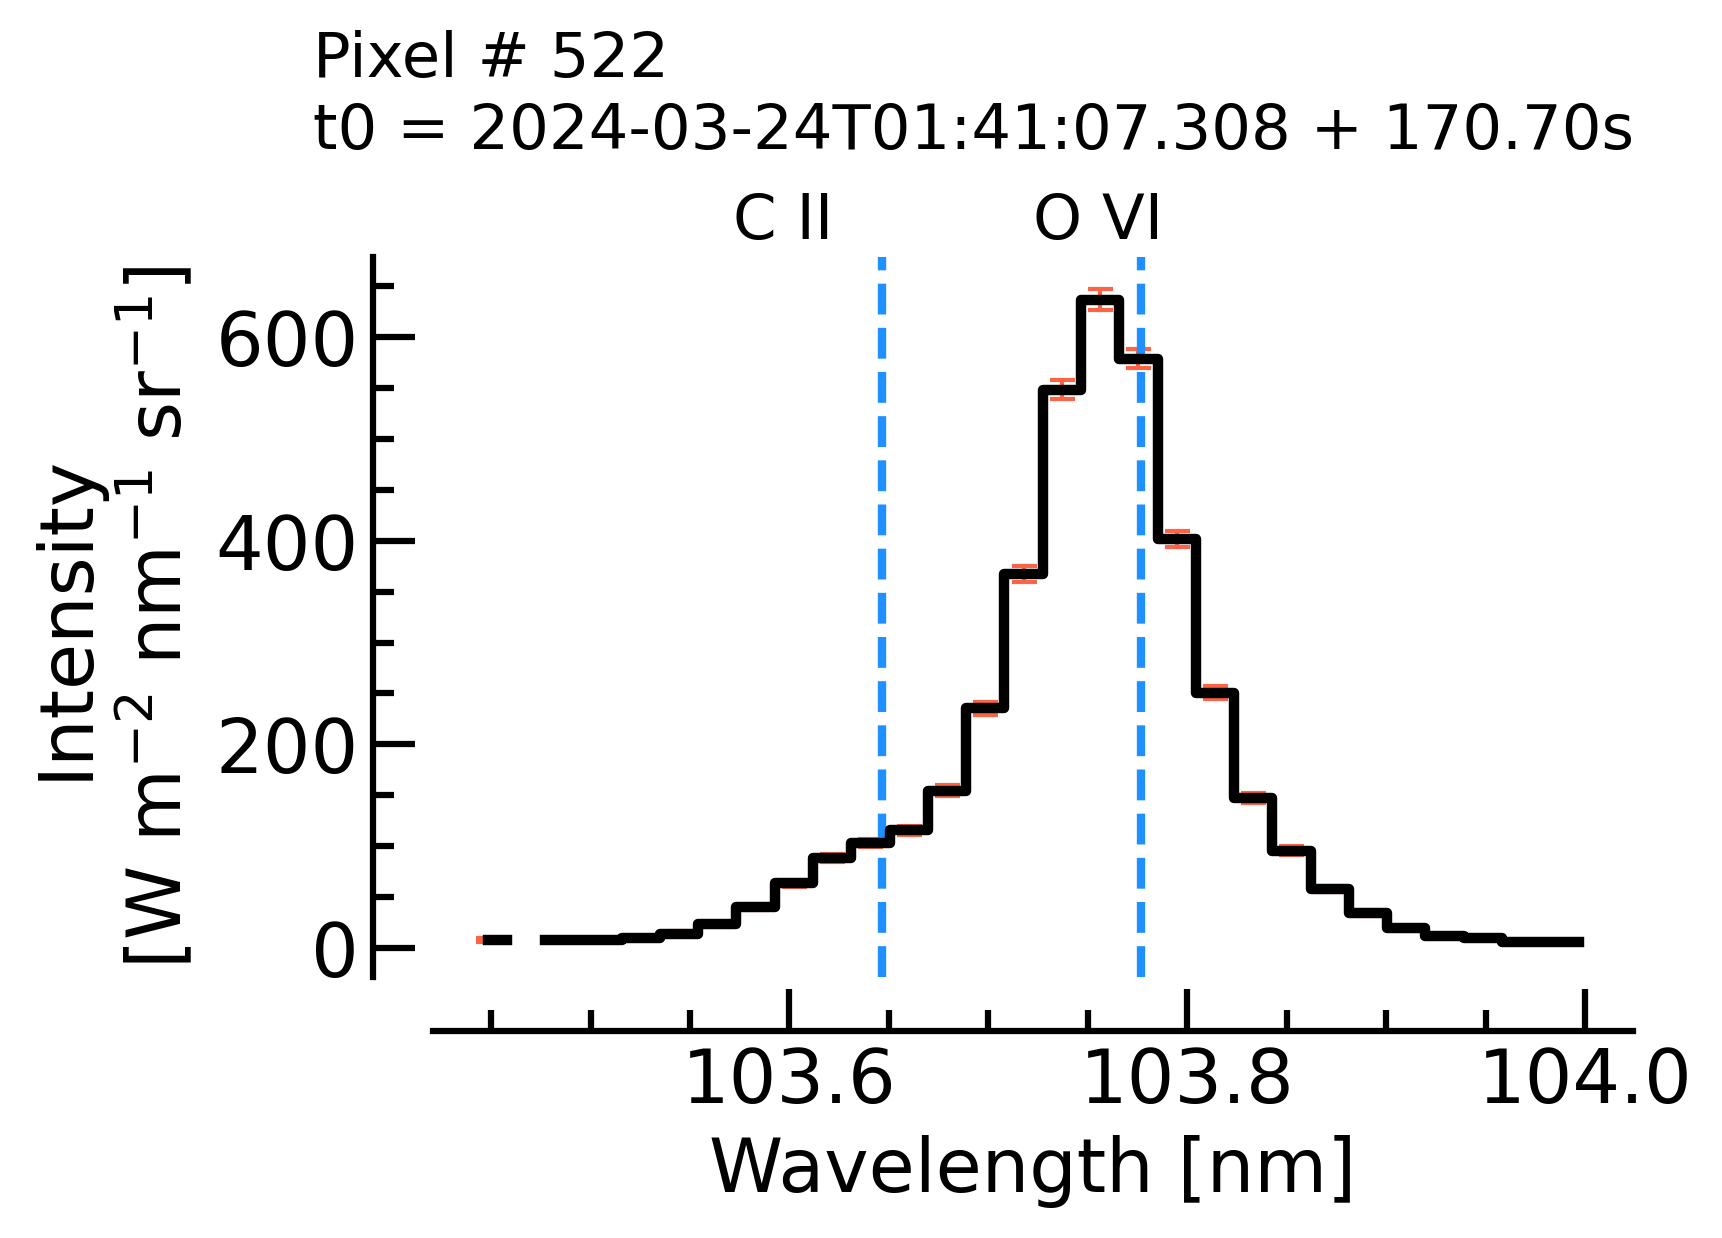 Pixel # 522
t0 = 2024-03-24T01:41:07.308 + 170.70s
C II
O VI
Intensity
[W m⁻² nm⁻¹ sr⁻¹]
600
400
200
0
103.6
103.8
104.0
Wavelength [nm]